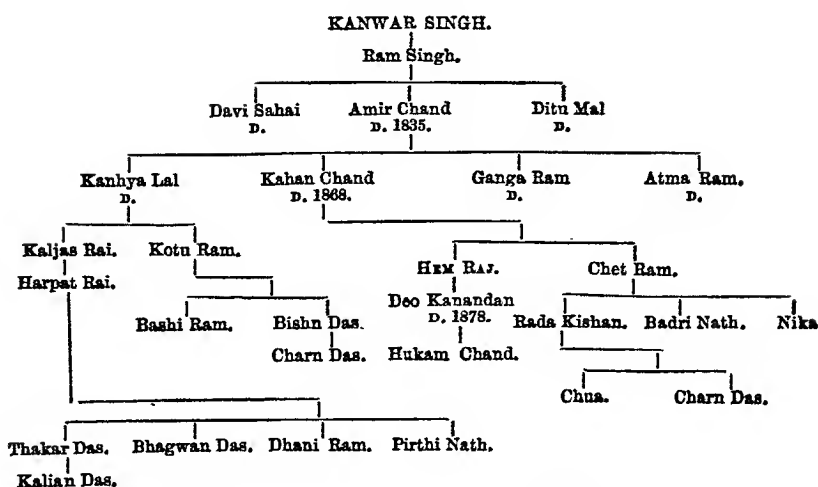 KANWAR SINGH.
Ram Singh.
Davi Sahai Amir Chand Ditu Mal
D. D. 1835. D.
Kanhya Lal Kahan Chand Ganga Ram Atma Ram.
D. D. 1868. D. D.
Kaljas Rai. Kotu Ram. HEM RAJ. Chet Ram.
Harpat Rai. Deo Kanandan
D. 1878.
Bashi Ram. Bishn Das. Rada Kishan. Badri Nath. Nika
Charn Das. Hukam Chand.
Chua. Charn Das.
Thakar Das. Bhagwan Das. Dhani Ram. Pirthi Nath.
Kalian Das.